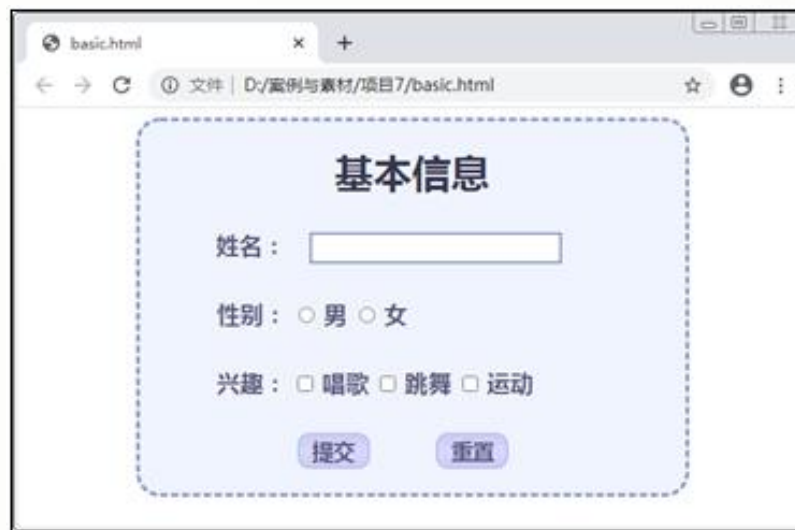 basic.html
文件 | D:/案例与素材/项目7/basic.html
基本信息
姓名：
性别： 男 女
兴趣： 唱歌 跳舞 运动
提交 重置